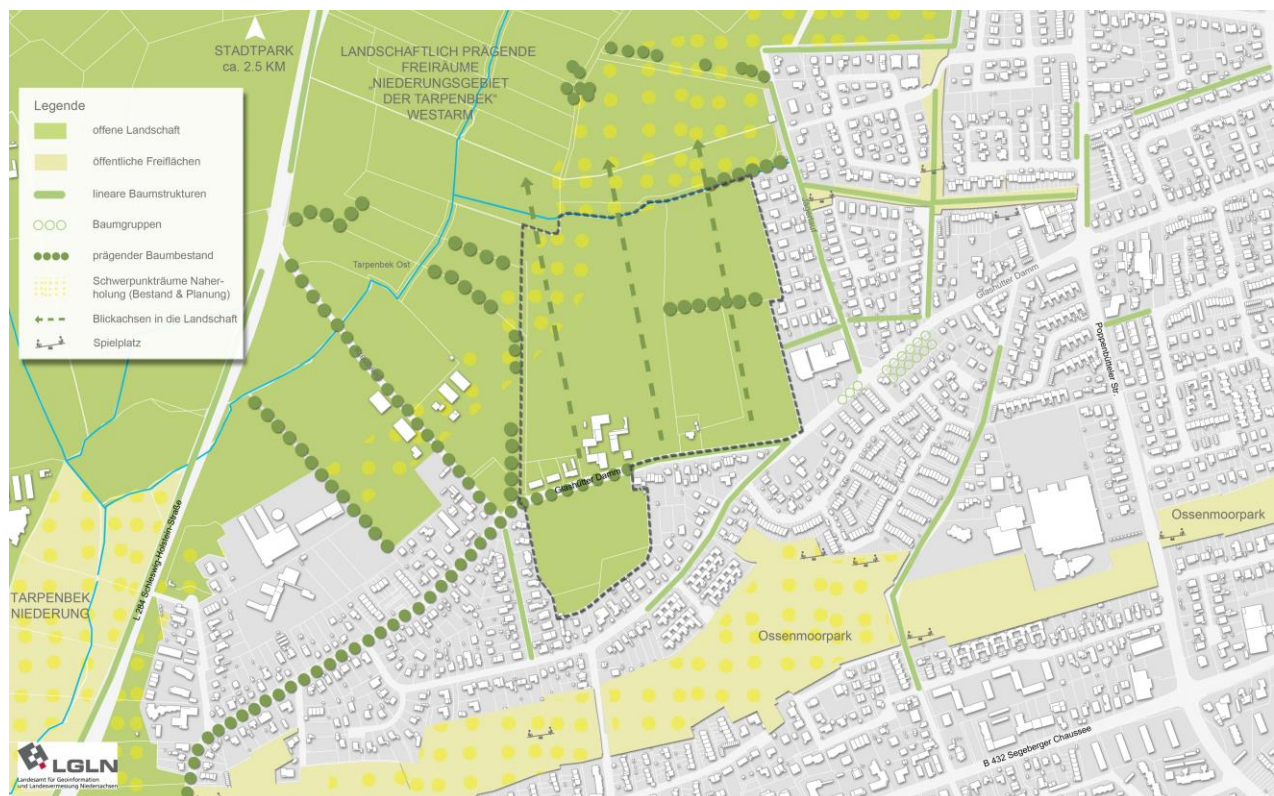 STADTPARK
ca. 2.5 KM
LANDSCHAFTLICH PRÄGENDE
FREIRÄUME
„NIEDERUNGSGEBIET
DER TARPENBEK“
WESTARM
Legende
offene Landschaft
öffentliche Freiflächen
lineare Baumstrukturen
Baumgruppen
prägender Baumbestand
Schwerpunkträume Naher-
holung (Bestand & Planung)
Blickachsen in die Landschaft
Spielplatz
Tarpenbek Ost
Glashütter Damm
Poppenbütteler Str.
Glashütter Damm
Ossenmoorpark
L 284 Schleswig-Holstein-Straße
TARPENBEK
NIEDERUNG
Ossenmoorpark
B 432 Segeberger Chaussee
LGLN
Landesamt für Geoinformation
und Landesvermessung Niedersachsen